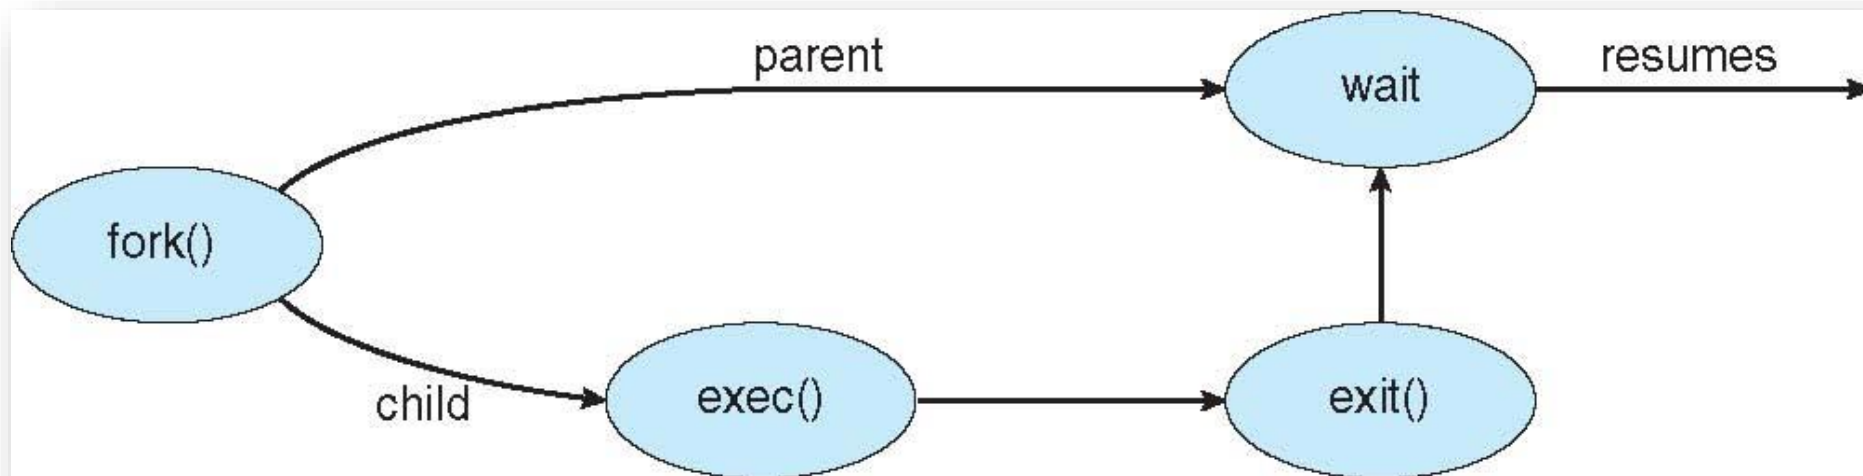 parent
wait
resumes
fork()
child
exec()
exit()